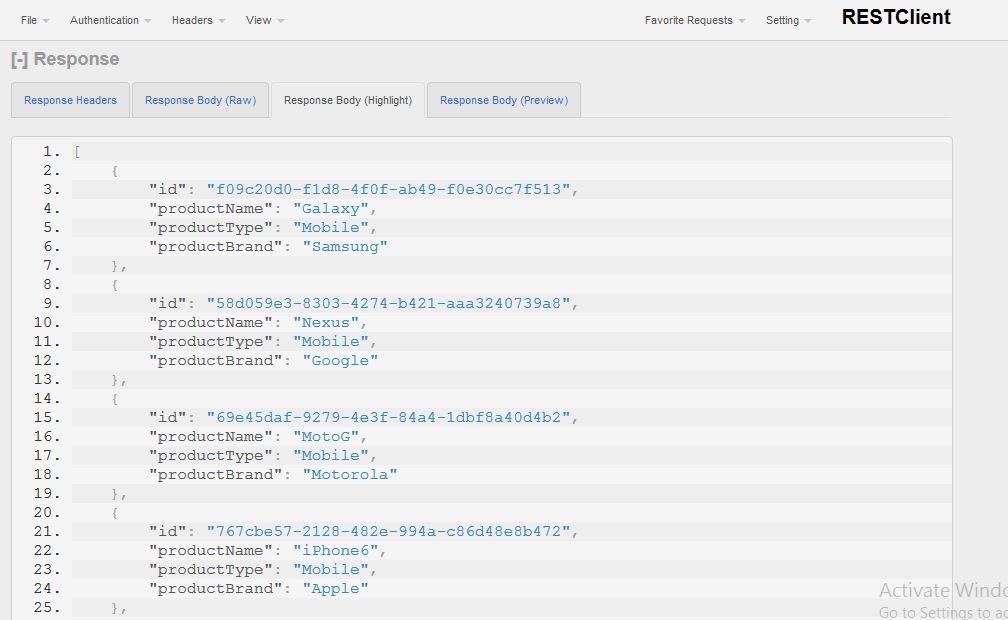 File Authentication Headers View Favorite Requests Setting RESTClient
[-] Response
Response Headers Response Body (Raw) Response Body (Highlight) Response Body (Preview)
1. [
2. {
3. "id": "f09c20d0-f1d8-4f0f-ab49-f0e30cc7f513",
4. "productName": "Galaxy",
5. "productType": "Mobile",
6. "productBrand": "Samsung"
7. },
8. {
9. "id": "58d059e3-8303-4274-b421-aaa3240739a8",
10. "productName": "Nexus",
11. "productType": "Mobile",
12. "productBrand": "Google"
13. },
14. {
15. "id": "69e45daf-9279-4e3f-84a4-1dbf8a40d4b2",
16. "productName": "MotoG",
17. "productType": "Mobile",
18. "productBrand": "Motorola"
19. },
20. {
21. "id": "767cbe57-2128-482e-994a-c86d48e8b472",
22. "productName": "iPhone6",
23. "productType": "Mobile",
24. "productBrand": "Apple"
25. },
Activate Windo
Go to Settings to ac